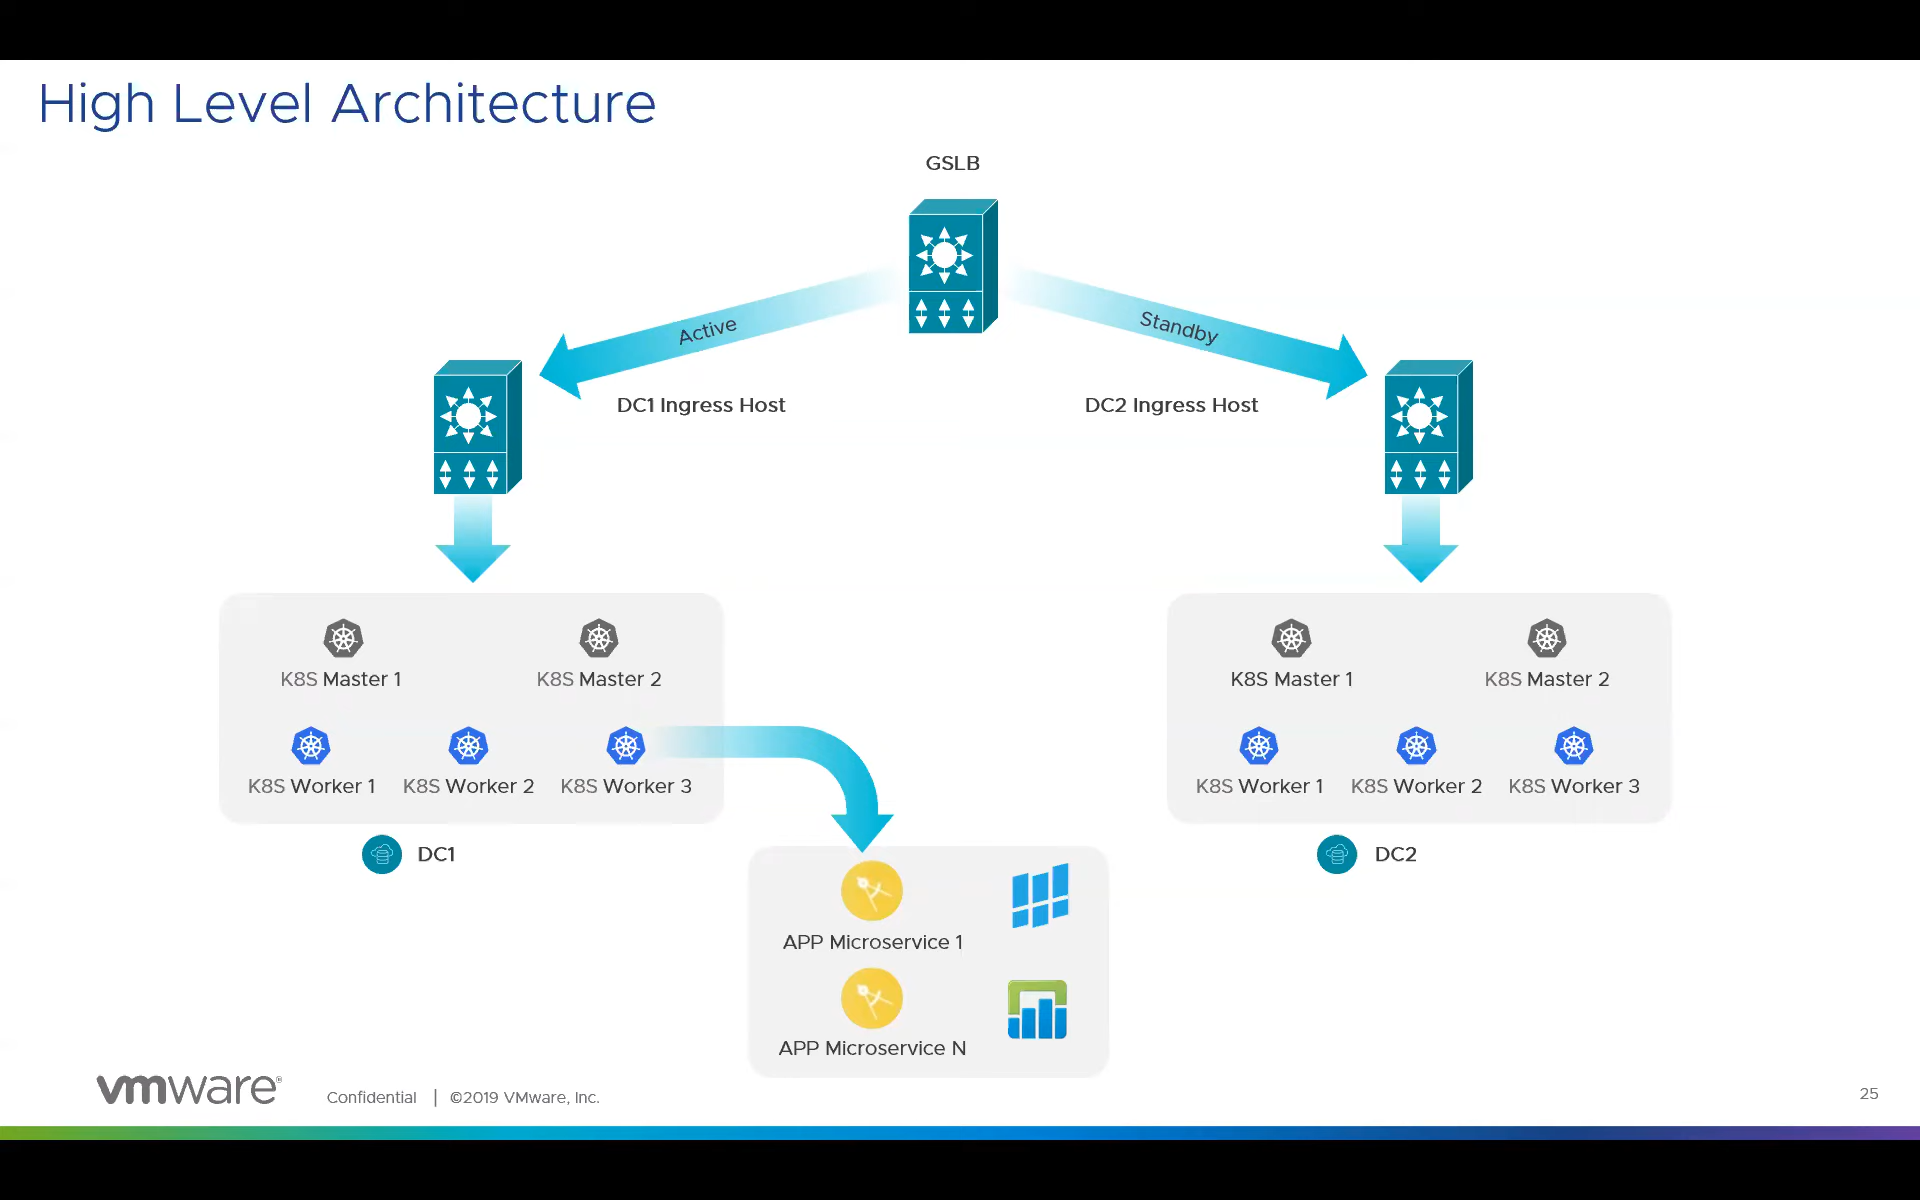 High Level Architecture
GSLB
Active
Standby
DC1 Ingress Host
DC2 Ingress Host
K8S Master 1
K8S Master 2
K8S Worker 1
K8S Worker 2
K8S Worker 3
DC1
K8S Master 1
K8S Master 2
K8S Worker 1
K8S Worker 2
K8S Worker 3
DC2
APP Microservice 1
APP Microservice N
vmware®
Confidential | ©2019 VMware, Inc.
25